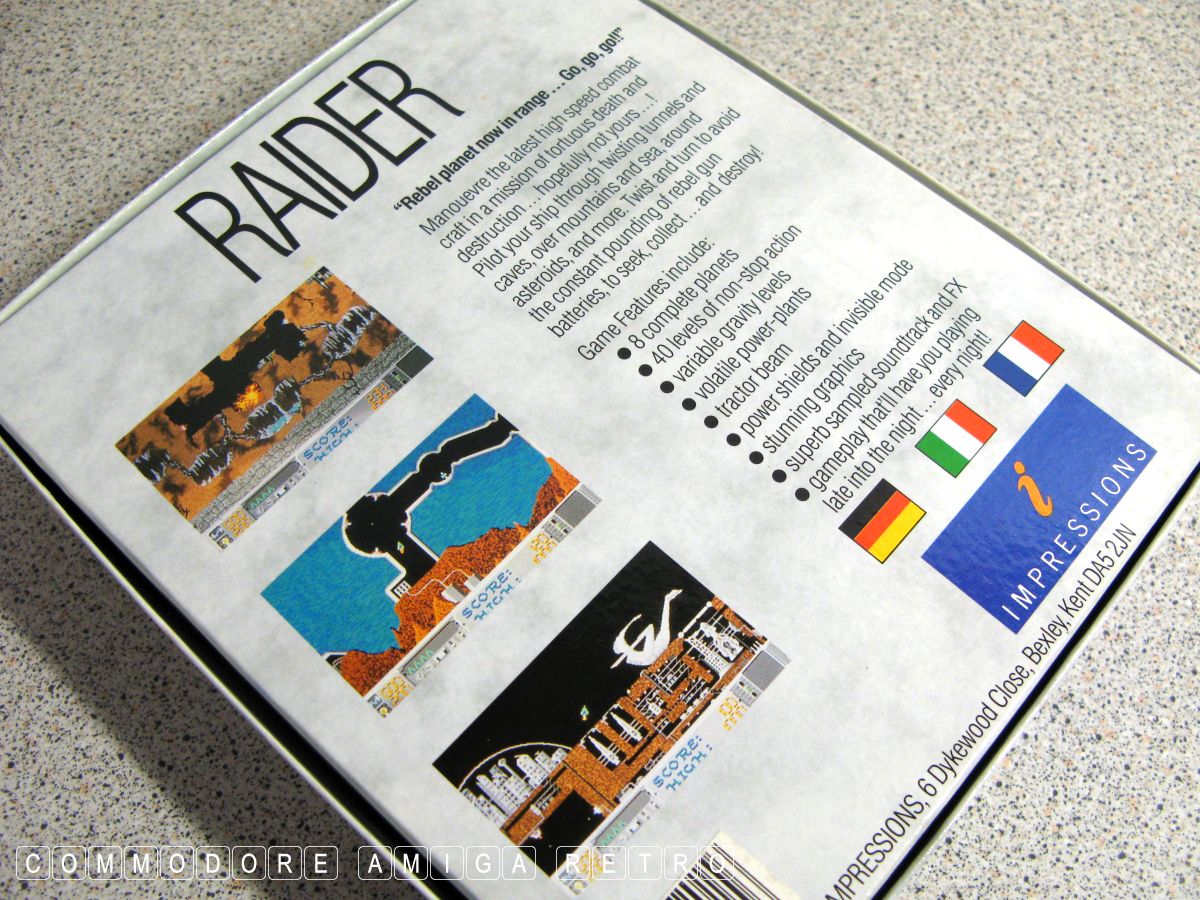 RAIDER
“Rebel planet now in range ... Go, go, go!!”
Manouevre the latest high speed combat
craft in a mission of tortuous death and
destruction ... hopefully not yours ...!
Pilot your ship through twisting tunnels and
caves, over mountains and sea, around
asteroids, and more. Twist and turn to avoid
the constant pounding of rebel gun
batteries, to seek, collect ... and destroy!
Game Features include:
● 8 complete planets
● 40 levels of non-stop action
● variable gravity levels
● volatile power-plants
● tractor beam
● power shields and invisible mode
● stunning graphics
● superb sampled soundtrack and FX
● gameplay that'll have you playing
late into the night ... every night!
SCORE:
HIGH:
SCORE:
HIGH:
SCORE:
HIGH:
i
IMPRESSIONS
IMPRESSIONS, 6 Dykewood Close, Bexley, Kent DA5 2JN
COMMODORE AMIGA RETRO